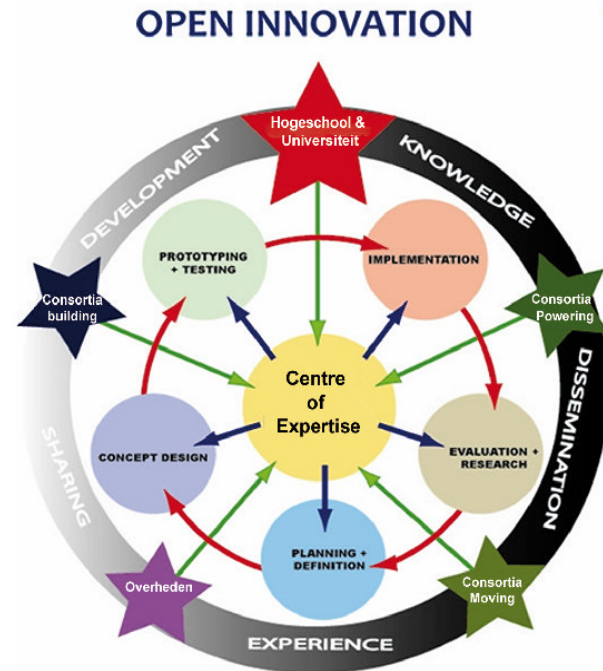 OPEN INNOVATION
Hogeschool &
Universiteit
DEVELOPMENT
KNOWLEDGE
PROTOTYPING
+ TESTING
IMPLEMENTATION
Consortia
building
Consortia
Powering
Centre
of
Expertise
CONCEPT DESIGN
EVALUATION +
RESEARCH
SHARING
DISSEMINATION
PLANNING +
DEFINITION
Overheden
Consortia
Moving
EXPERIENCE